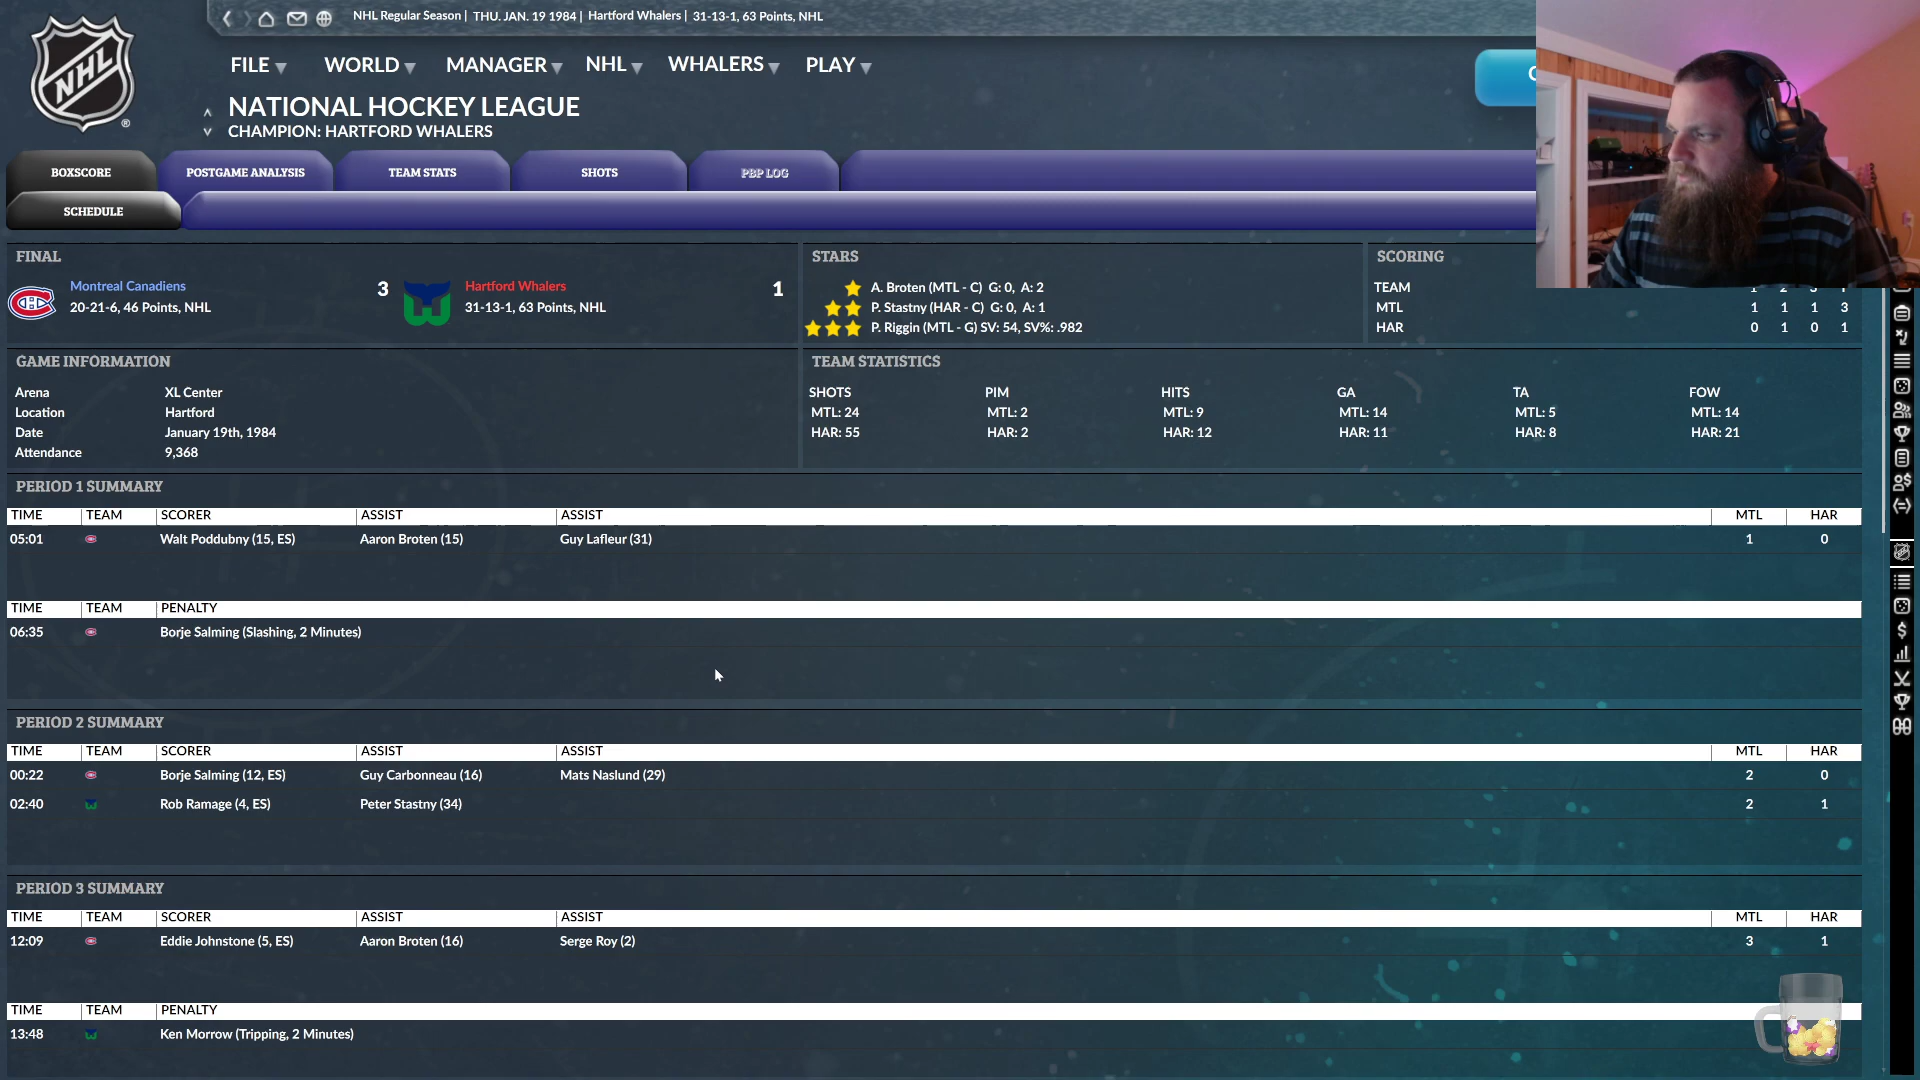 NHL Regular Season | THU. JAN. 19 1984 | Hartford Whalers | 31-13-1, 63 Points, NHL
NHL
FILE WORLD MANAGER NHL WHALERS PLAY
NATIONAL HOCKEY LEAGUE
CHAMPION: HARTFORD WHALERS
BOXSCORE POSTGAME ANALYSIS TEAM STATS SHOTS PBP LOG
SCHEDULE
FINAL
Montreal Canadiens 3 Hartford Whalers 1
20-21-6, 46 Points, NHL 31-13-1, 63 Points, NHL
STARS
A. Broten (MTL - C) G: 0, A: 2
P. Stastny (HAR - C) G: 0, A: 1
P. Riggin (MTL - G) SV: 54, SV%: .982
SCORING
TEAM
MTL 1 1 1 3
HAR 0 1 0 1
GAME INFORMATION
Arena XL Center
Location Hartford
Date January 19th, 1984
Attendance 9,368
TEAM STATISTICS
SHOTS PIM HITS GA TA FOW
MTL: 24 MTL: 2 MTL: 9 MTL: 14 MTL: 5 MTL: 14
HAR: 55 HAR: 2 HAR: 12 HAR: 11 HAR: 8 HAR: 21
PERIOD 1 SUMMARY
TIME TEAM SCORER ASSIST ASSIST MTL HAR
05:01 Walt Poddubny (15, ES) Aaron Broten (15) Guy Lafleur (31) 1 0
TIME TEAM PENALTY
06:35 Borje Salming (Slashing, 2 Minutes)
PERIOD 2 SUMMARY
TIME TEAM SCORER ASSIST ASSIST MTL HAR
00:22 Borje Salming (12, ES) Guy Carbonneau (16) Mats Naslund (29) 2 0
02:40 Rob Ramage (4, ES) Peter Stastny (34) 2 1
PERIOD 3 SUMMARY
TIME TEAM SCORER ASSIST ASSIST MTL HAR
12:09 Eddie Johnstone (5, ES) Aaron Broten (16) Serge Roy (2) 3 1
TIME TEAM PENALTY
13:48 Ken Morrow (Tripping, 2 Minutes)